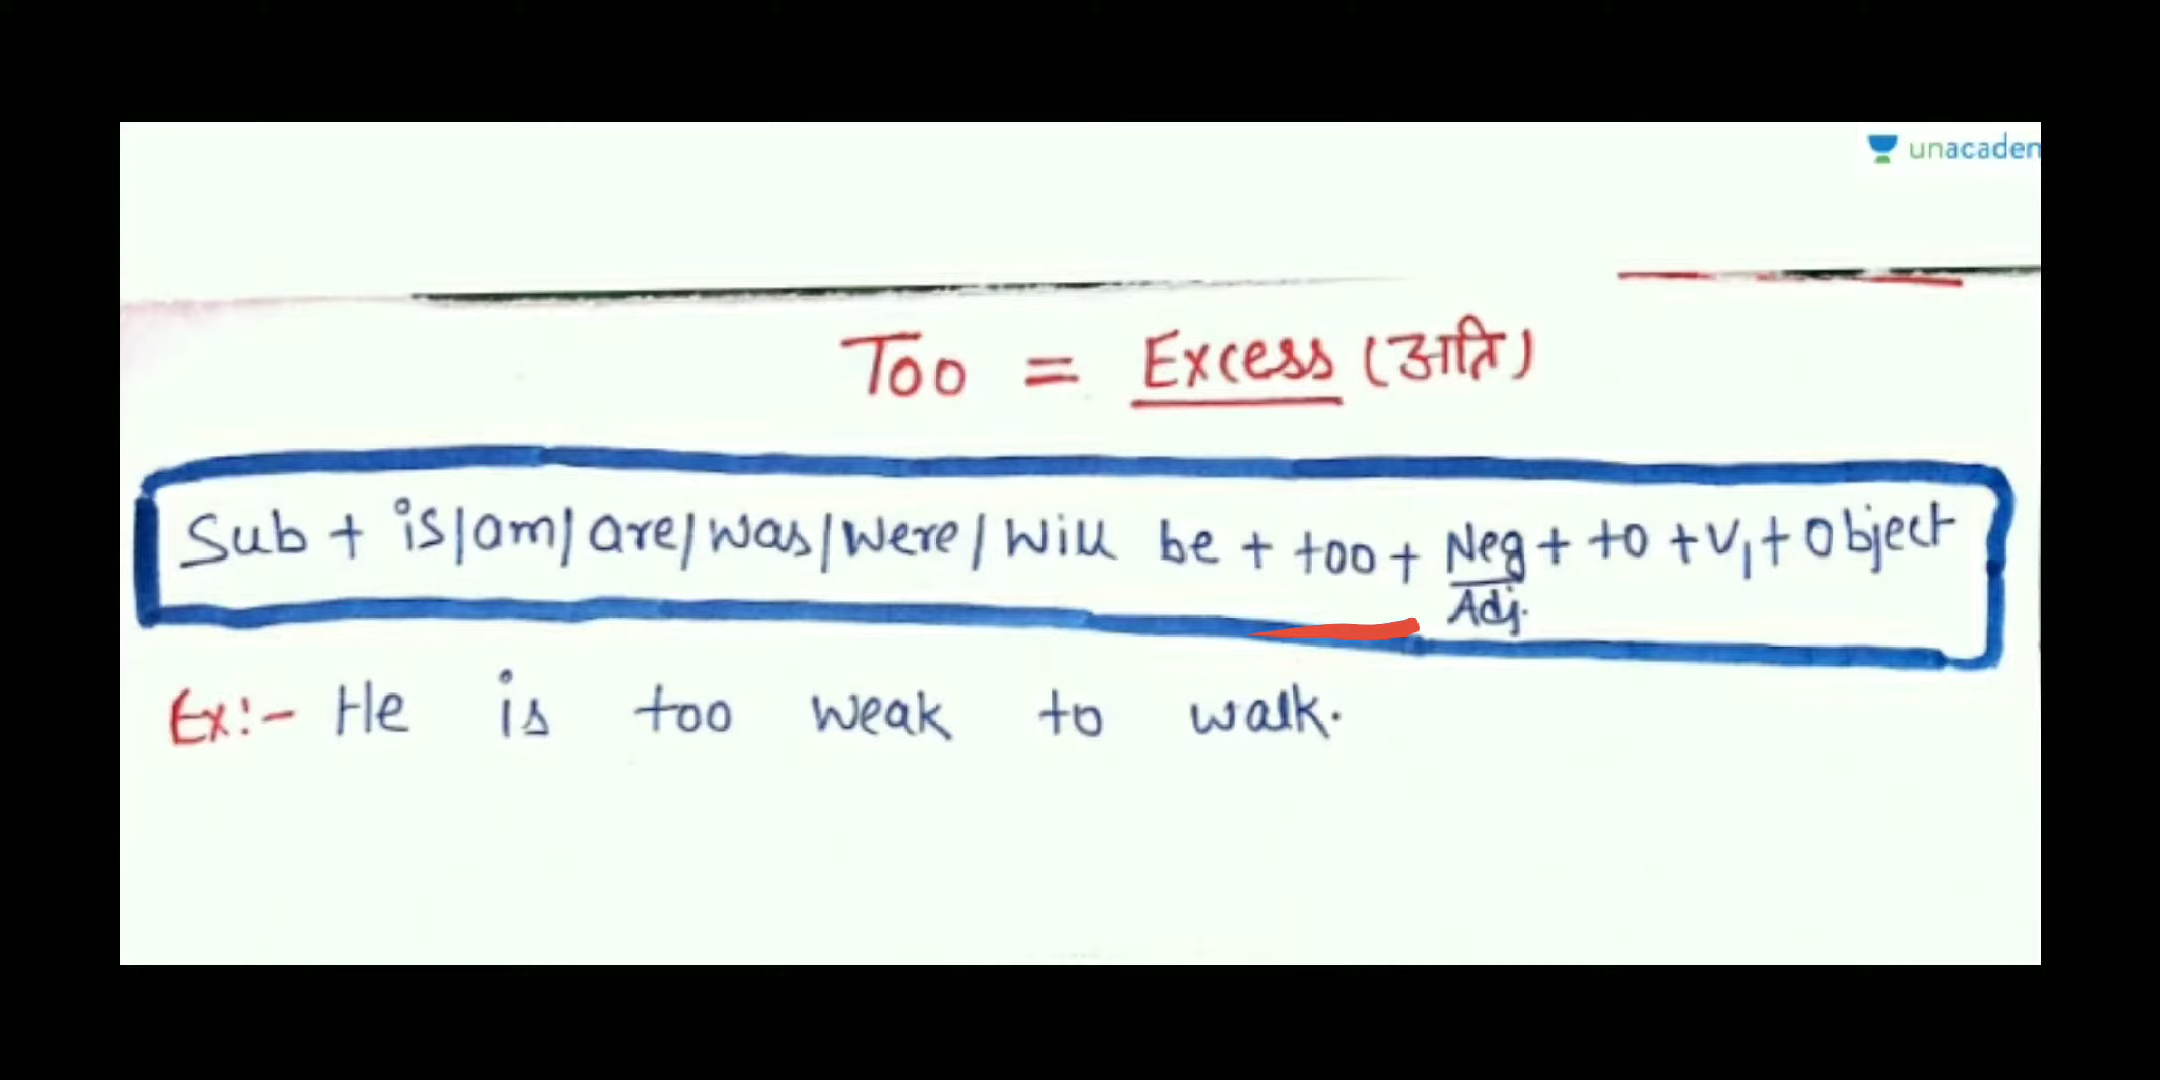 unacadem
Too = Excess (अति)
Sub + is/am/are/was/were/will be + too + Neg + to + V₁ + Object
Adj.
Ex:- He is too weak to walk.